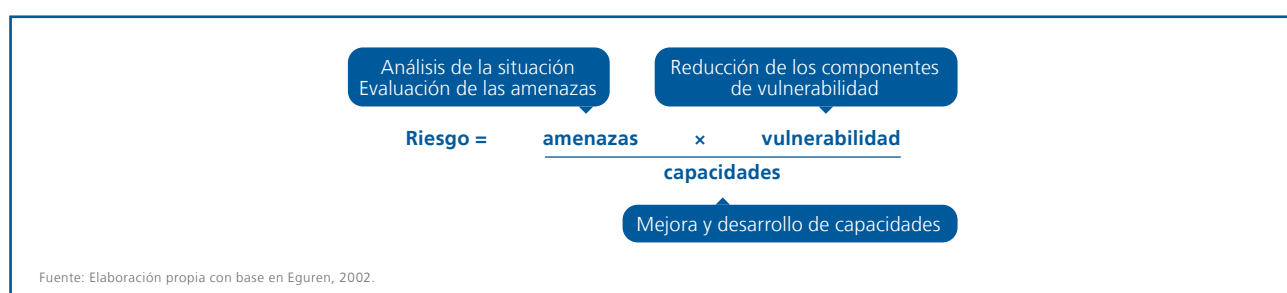 Análisis de la situación
Evaluación de las amenazas
Reducción de los componentes
de vulnerabilidad
Riesgo = amenazas × vulnerabilidad
capacidades
Mejora y desarrollo de capacidades
Fuente: Elaboración propia con base en Eguren, 2002.